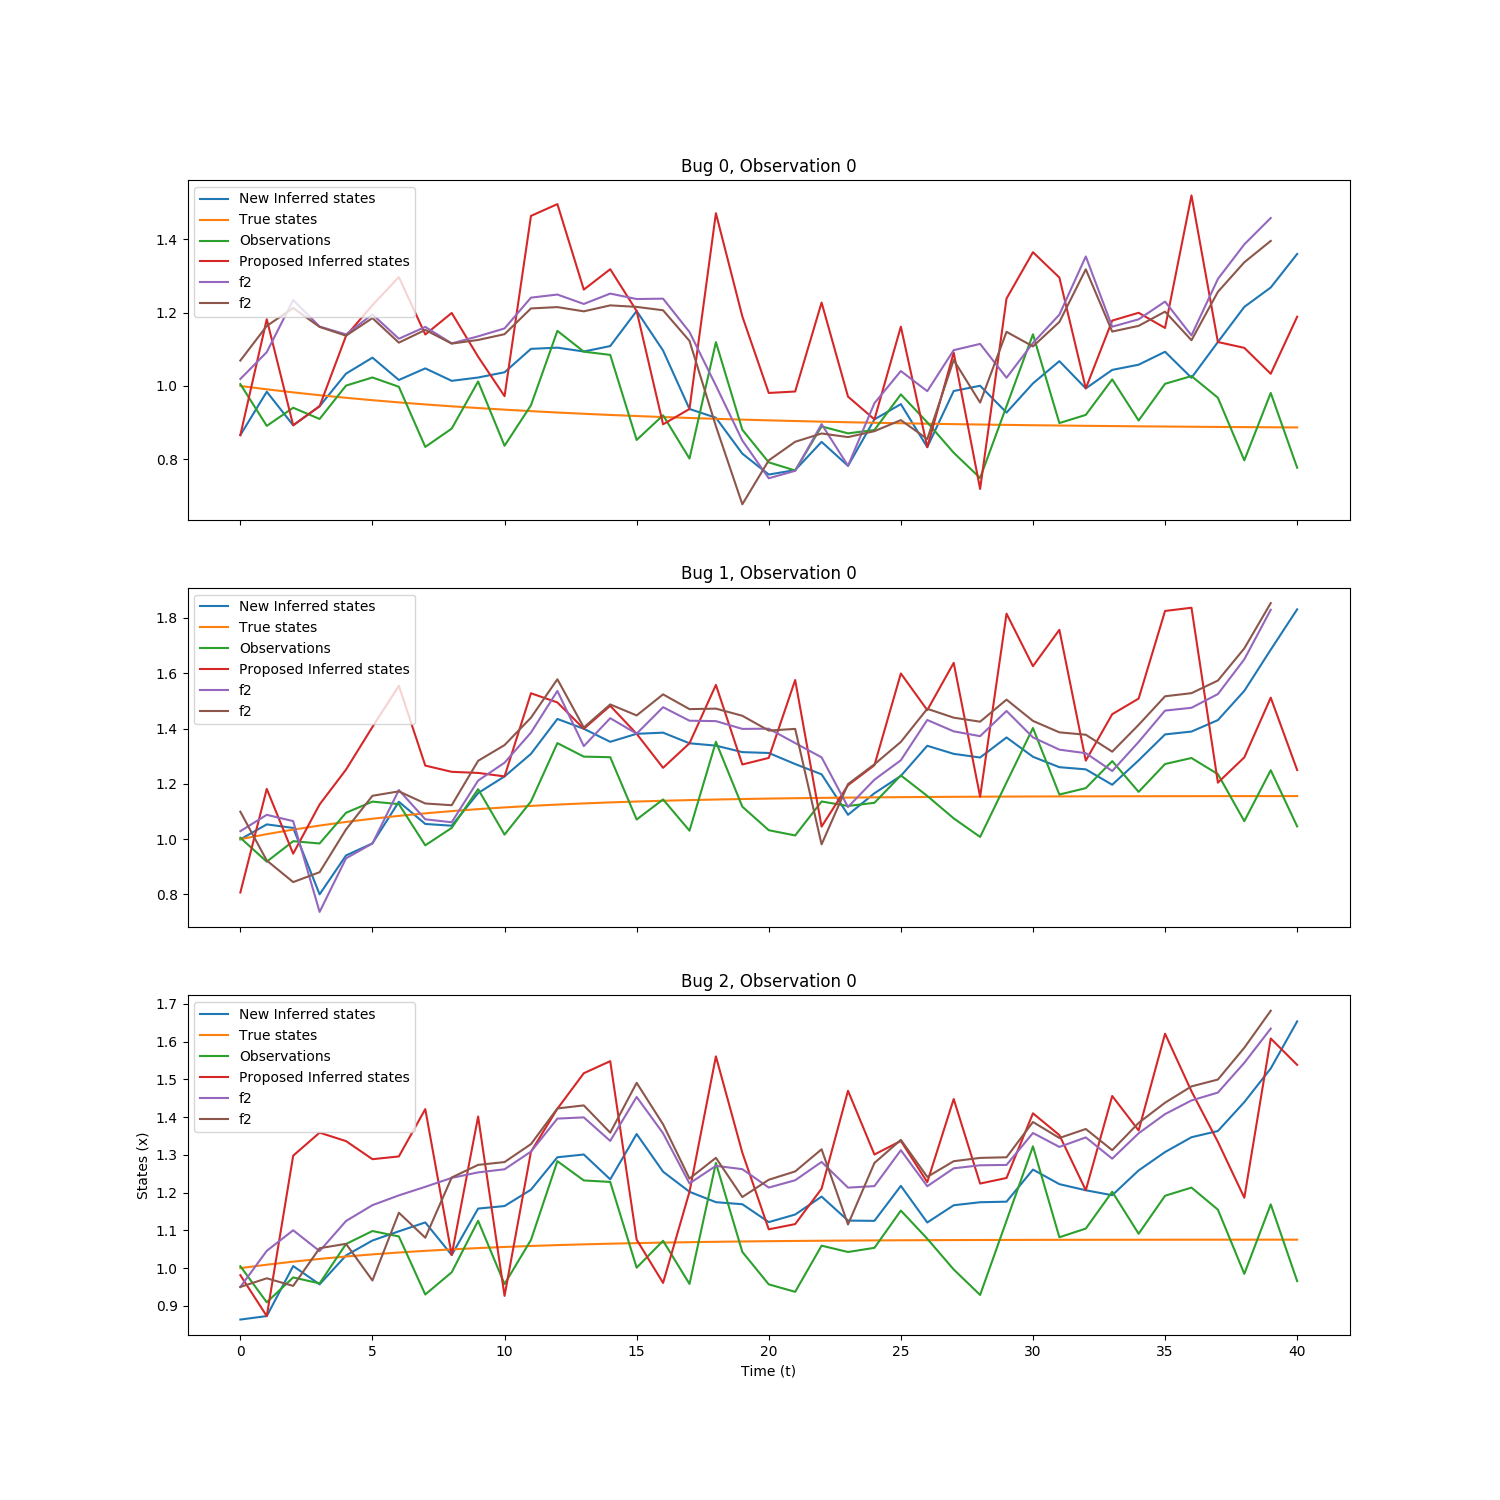 Bug 0, Observation 0
New Inferred states
True states
Observations
Proposed Inferred states
f2
f2
1.4
1.2
1.0
0.8
Bug 1, Observation 0
New Inferred states
True states
Observations
Proposed Inferred states
f2
f2
1.8
1.6
1.4
1.2
1.0
0.8
Bug 2, Observation 0
New Inferred states
True states
Observations
Proposed Inferred states
f2
f2
1.7
1.6
1.5
1.4
1.3
1.2
1.1
1.0
0.9
States (x)
0 5 10 15 20 25 30 35 40
Time (t)